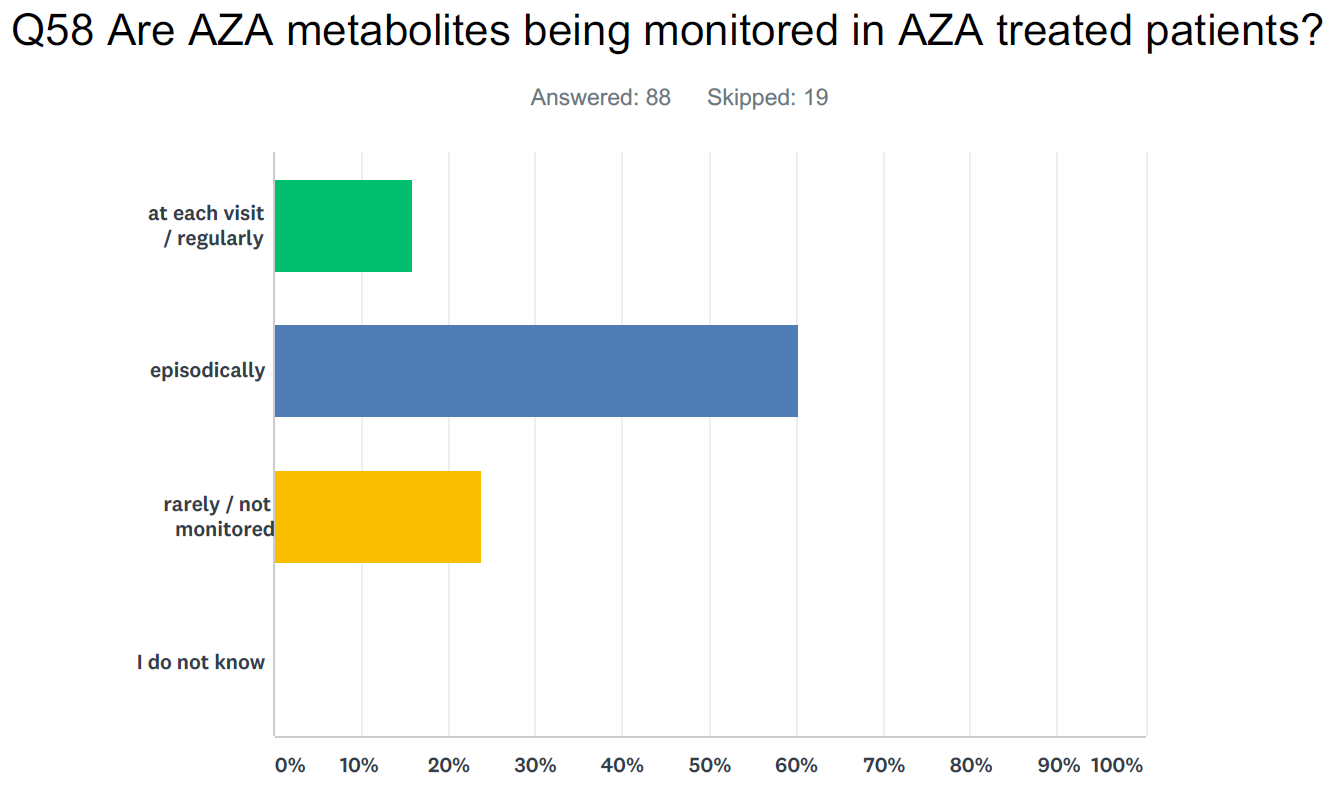 Q58 Are AZA metabolites being monitored in AZA treated patients?
Answered: 88 Skipped: 19
at each visit
/ regularly
episodically
rarely / not
monitored
I do not know
0% 10% 20% 30% 40% 50% 60% 70% 80% 90% 100%